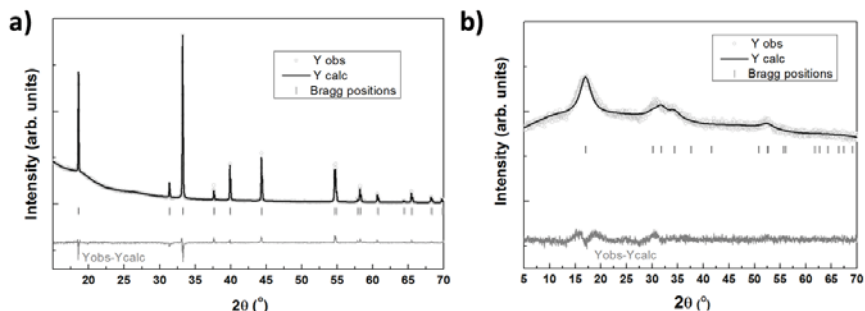 a)
Y obs
Y calc
Bragg positions
Intensity (arb. units)
Yobs-Ycalc
15 20 25 30 35 40 45 50 55 60 65 70
2θ (°)
b)
Y obs
Y calc
Bragg positions
Intensity (arb. units)
Yobs-Ycalc
5 10 15 20 25 30 35 40 45 50 55 60 65 70
2θ (°)